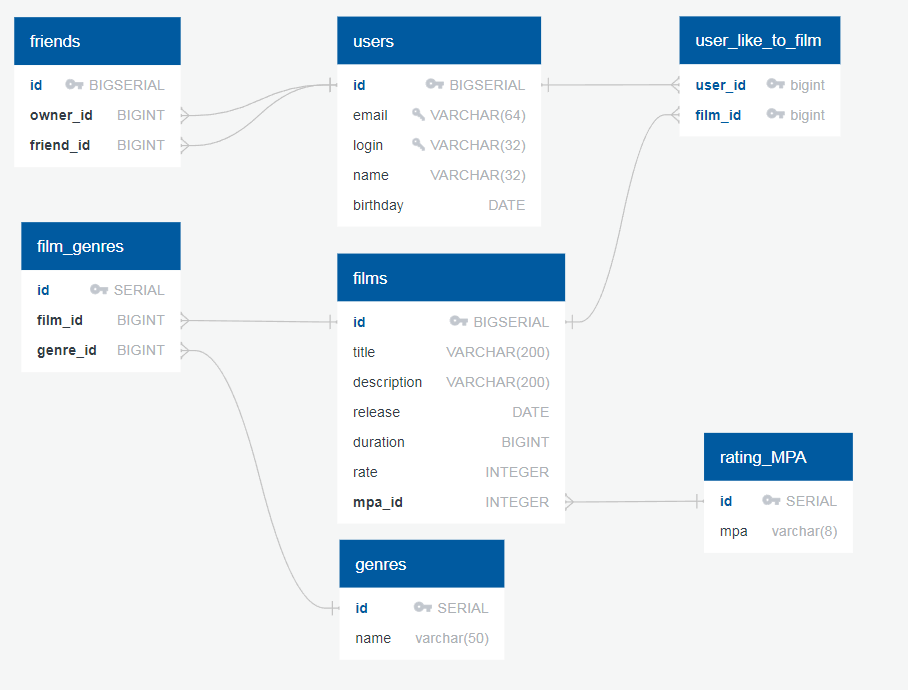 friends
id BIGSERIAL
owner_id BIGINT
friend_id BIGINT
users
id BIGSERIAL
email VARCHAR(64)
login VARCHAR(32)
name VARCHAR(32)
birthday DATE
user_like_to_film
user_id bigint
film_id bigint
film_genres
id SERIAL
film_id BIGINT
genre_id BIGINT
films
id BIGSERIAL
title VARCHAR(200)
description VARCHAR(200)
release DATE
duration BIGINT
rate INTEGER
mpa_id INTEGER
rating_MPA
id SERIAL
mpa varchar(8)
genres
id SERIAL
name varchar(50)